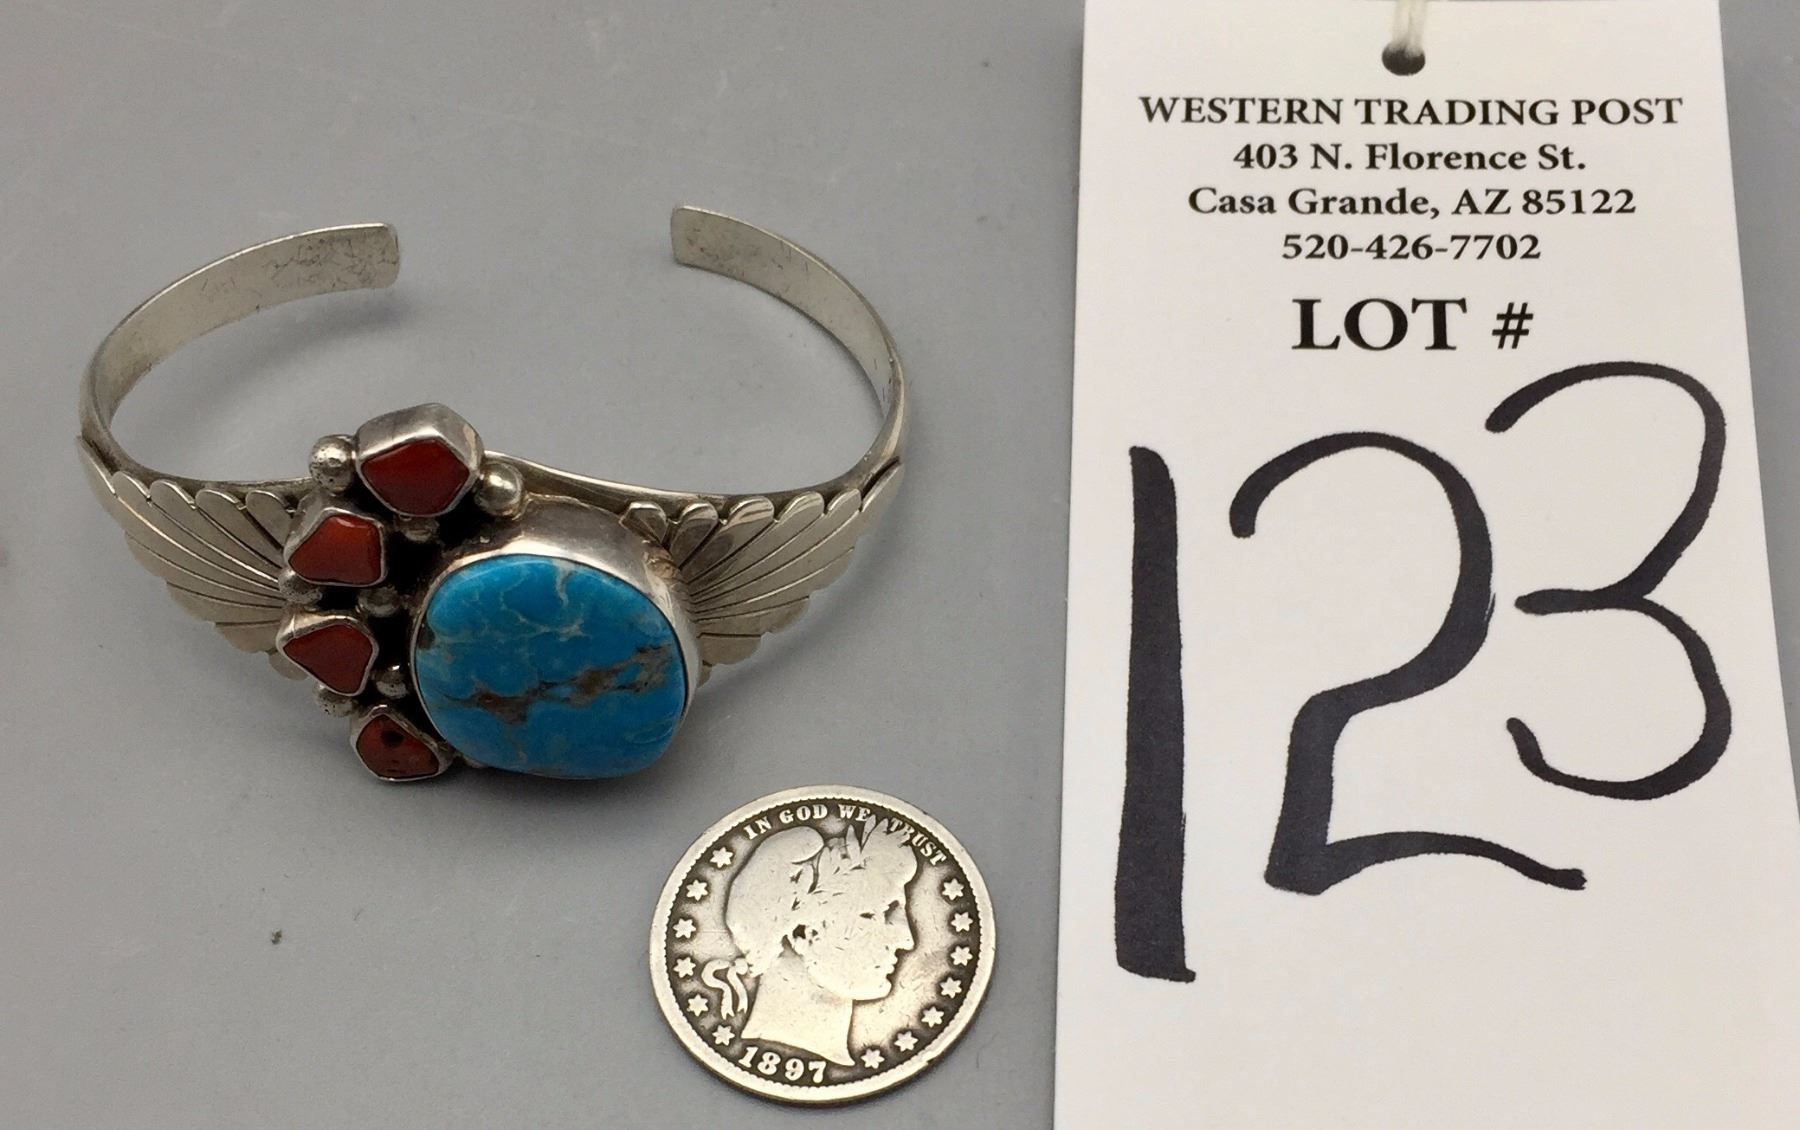 WESTERN TRADING POST
403 N. Florence St.
Casa Grande, AZ 85122
520-426-7702
LOT #
123
IN GOD WE TRUST
1897